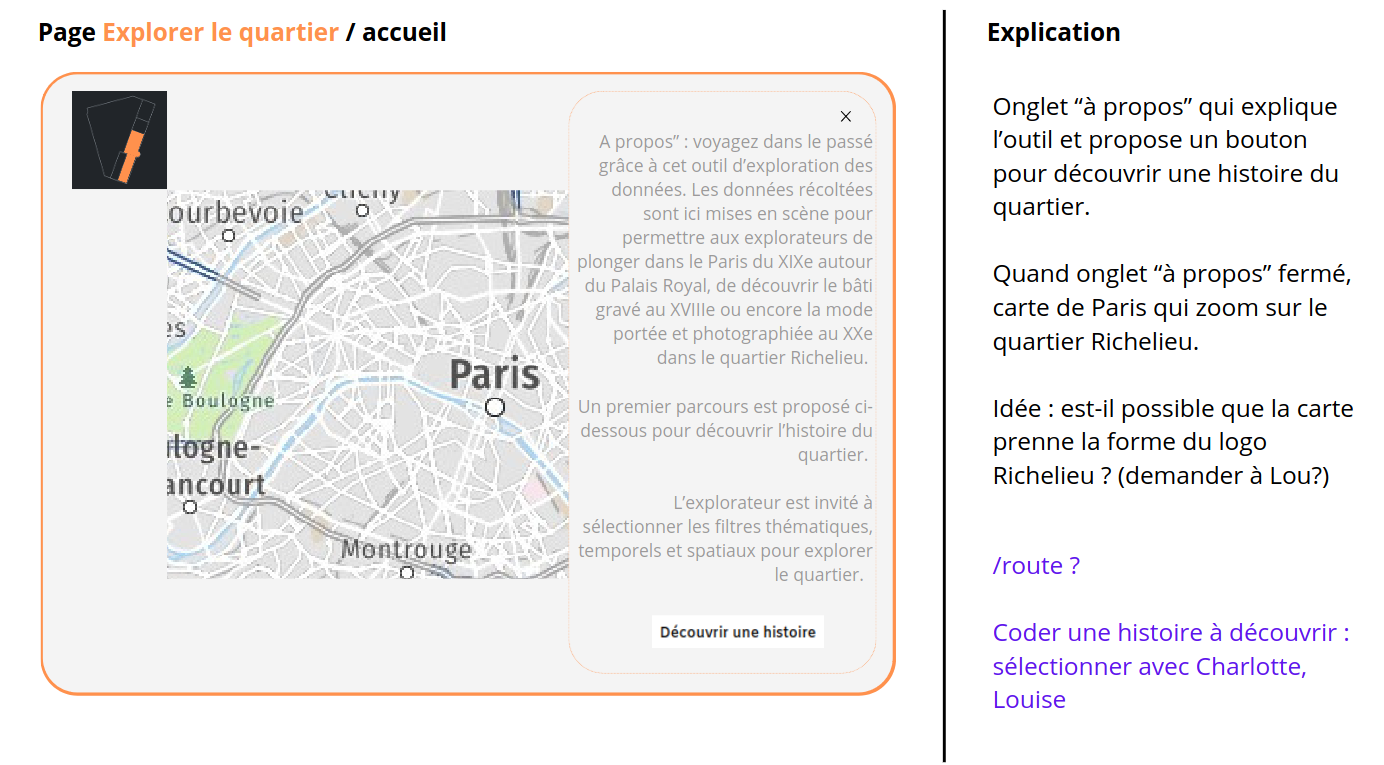 Page Explorer le quartier / accueil
A propos” : voyagez dans le passé
grâce à cet outil d’exploration des
données. Les données récoltées
sont ici mises en scène pour
permettre aux explorateurs de
plonger dans le Paris du XIXe autour
du Palais Royal, de découvrir le bâti
gravé au XVIIIe ou encore la mode
portée et photographiée au XXe
dans le quartier Richelieu.
Un premier parcours est proposé ci-
dessous pour découvrir l’histoire du
quartier.
L’explorateur est invité à
sélectionner les filtres thématiques,
temporels et spatiaux pour explorer
le quartier.
Découvrir une histoire
Clichy
ourbevoie
es
Paris
e Boulogne
logne-
ancourt
Montrouge
Explication
Onglet “à propos” qui explique
l’outil et propose un bouton
pour découvrir une histoire du
quartier.
Quand onglet “à propos” fermé,
carte de Paris qui zoom sur le
quartier Richelieu.
Idée : est-il possible que la carte
prenne la forme du logo
Richelieu ? (demander à Lou?)
/route ?
Coder une histoire à découvrir :
sélectionner avec Charlotte,
Louise